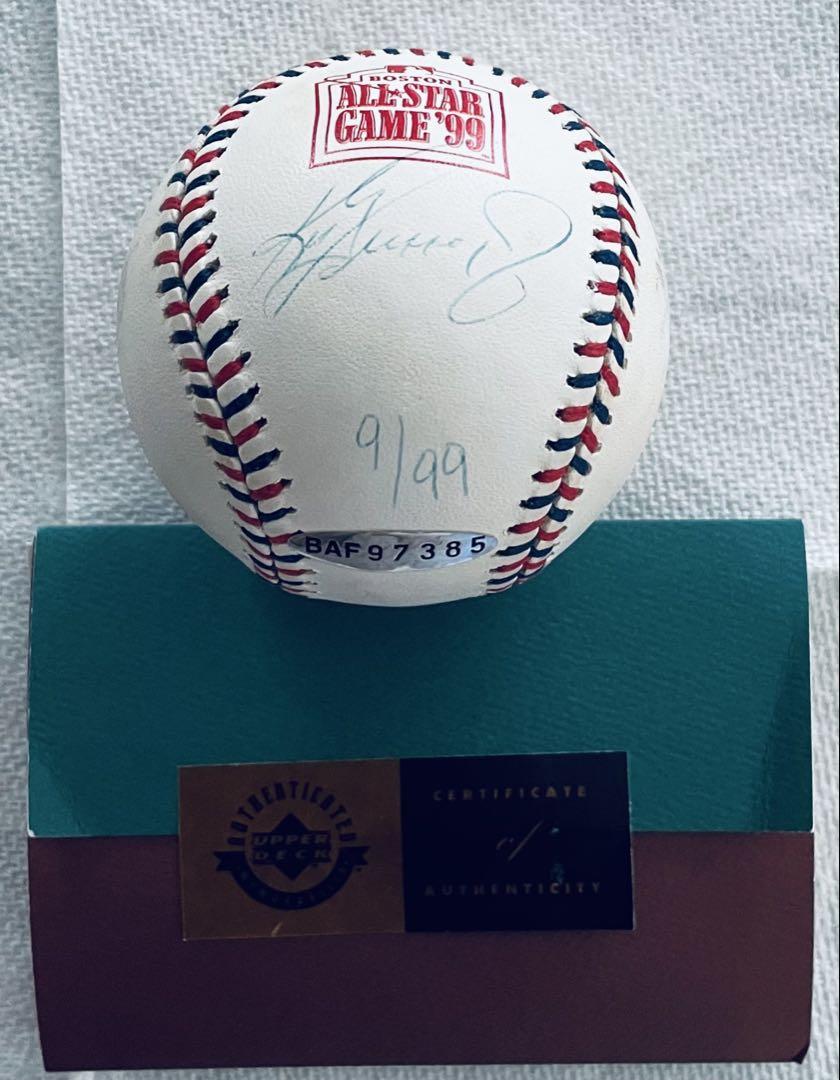 BOSTON
ALL★STAR
GAME '99
9/99
BAF97385
AUTHENTICATED
UPPER
DECK
CERTIFICATE
of
AUTHENTICITY